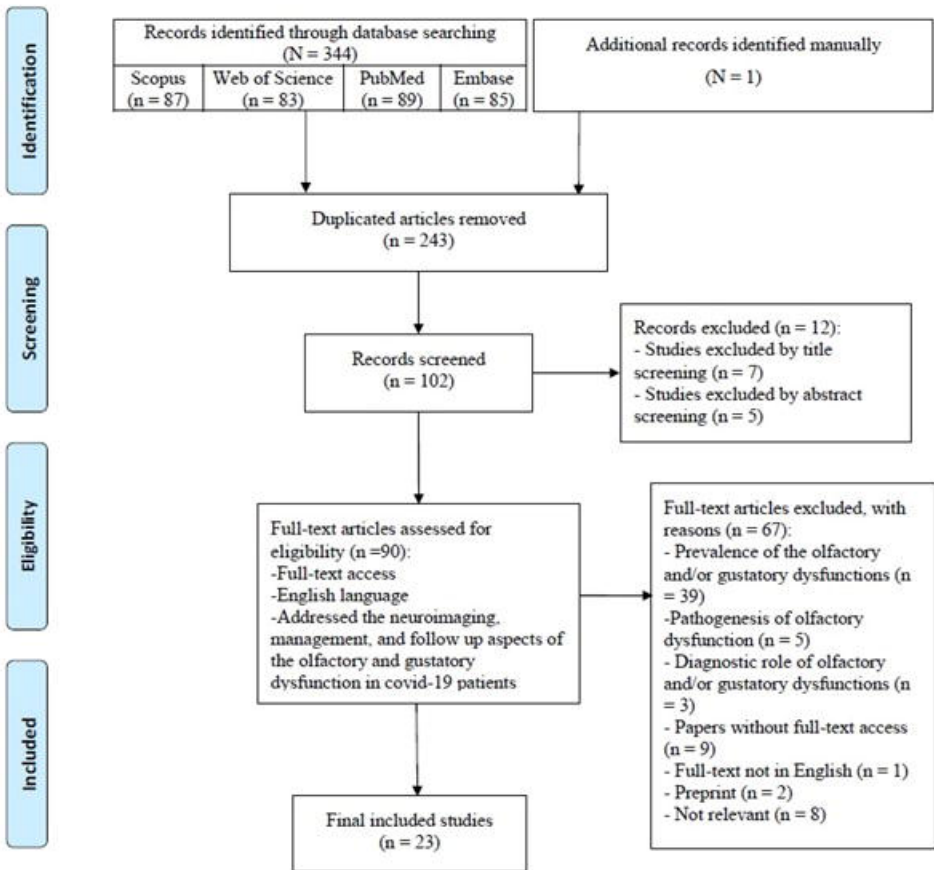 Identification
Records identified through database searching
(N = 344)
Scopus
(n = 87)
Web of Science
(n = 83)
PubMed
(n = 89)
Embase
(n = 85)
Additional records identified manually
(N = 1)
Duplicated articles removed
(n = 243)
Screening
Records screened
(n = 102)
Records excluded (n = 12):
- Studies excluded by title
screening (n = 7)
- Studies excluded by abstract
screening (n = 5)
Eligibility
Full-text articles assessed for
eligibility (n =90):
-Full-text access
-English language
-Addressed the neuroimaging,
management, and follow up aspects of
the olfactory and gustatory
dysfunction in covid-19 patients
Full-text articles excluded, with
reasons (n = 67):
- Prevalence of the olfactory
and/or gustatory dysfunctions (n
= 39)
-Pathogenesis of olfactory
dysfunction (n = 5)
- Diagnostic role of olfactory
and/or gustatory dysfunctions (n
= 3)
- Papers without full-text access
(n = 9)
- Full-text not in English (n = 1)
- Preprint (n = 2)
- Not relevant (n = 8)
Included
Final included studies
(n = 23)